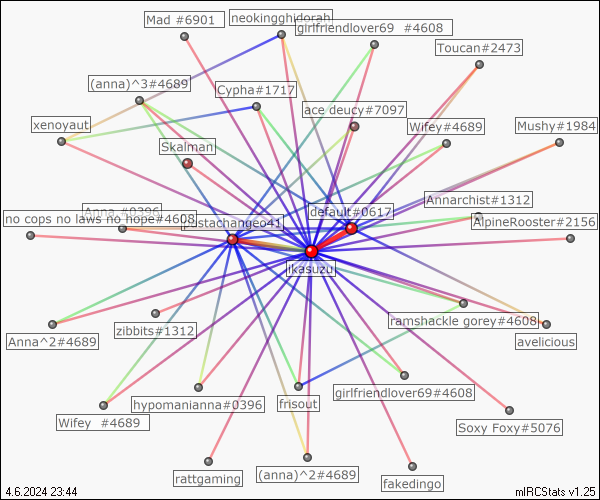 Mad #6901
neokingghidorah
girlfriendlover69  #4608
Toucan#2473
(anna)^3#4689
Cypha#1717
ace deucy#7097
xenoyaut
Wifey#4689
Mushy#1984
Skalman
Annarchist#1312
Anna #0396
default#0617
no cops no laws no hope#4608
pastachangeo41
AlpineRooster#2156
ikasuzu
ramshackle gorey#4608
zibbits#1312
Anna^2#4689
avelicious
girlfriendlover69#4608
hypomanianna#0396
frisout
Wifey  #4689
Soxy Foxy#5076
(anna)^2#4689
rattgaming
fakedingo
4.6.2024 23:44
mIRCStats v1.25